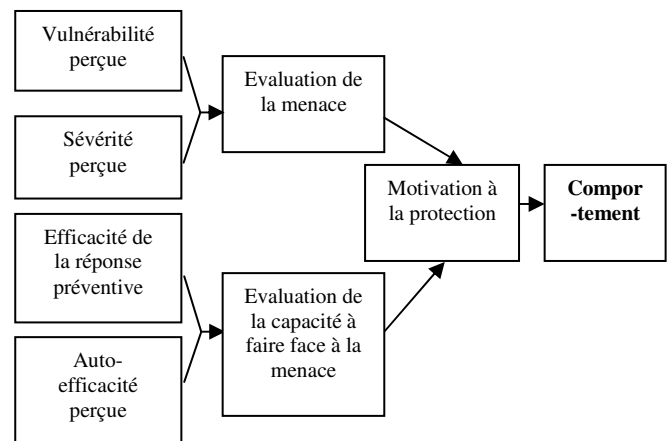 Vulnérabilité
perçue
Sévérité
perçue
Efficacité de
la réponse
préventive
Auto-
efficacité
perçue
Evaluation de
la menace
Evaluation de
la capacité à
faire face à la
menace
Motivation à
la protection
Compor
-tement